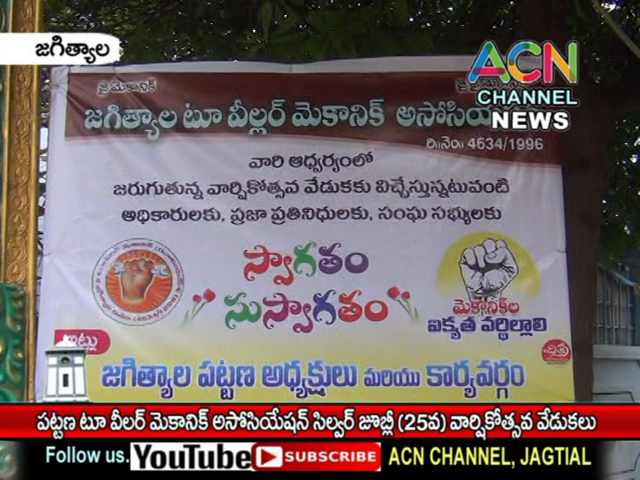 జగిత్యాల
ACN
CHANNEL
NEWS
జై మెకానిక్
జగిత్యాల టూ వీల్లర్ మెకానిక్ అసోసియే
రి॥నెం॥ 4634/1996
వారి ఆధ్వర్యంలో
జరుగుతున్న వార్షికోత్సవ వేడుకకు విచ్చేస్తున్నటువంటి
అధికారులకు, ప్రజా ప్రతినిధులకు, సంఘ సభ్యులకు
స్వాగతం
సుస్వాగతం
మెకానిక్‌ల
ఐక్యత వర్ధిల్లాలి
ఇట్లు
జగిత్యాల పట్టణ అధ్యక్షులు మరియు కార్యవర్గం
పట్టణ టూ వీలర్ మెకానిక్ అసోసియేషన్ సిల్వర్ జూబ్లీ (25వ) వార్షికోత్సవ వేడుకలు
Follow us. YouTube SUBSCRIBE ACN CHANNEL, JAGTIAL